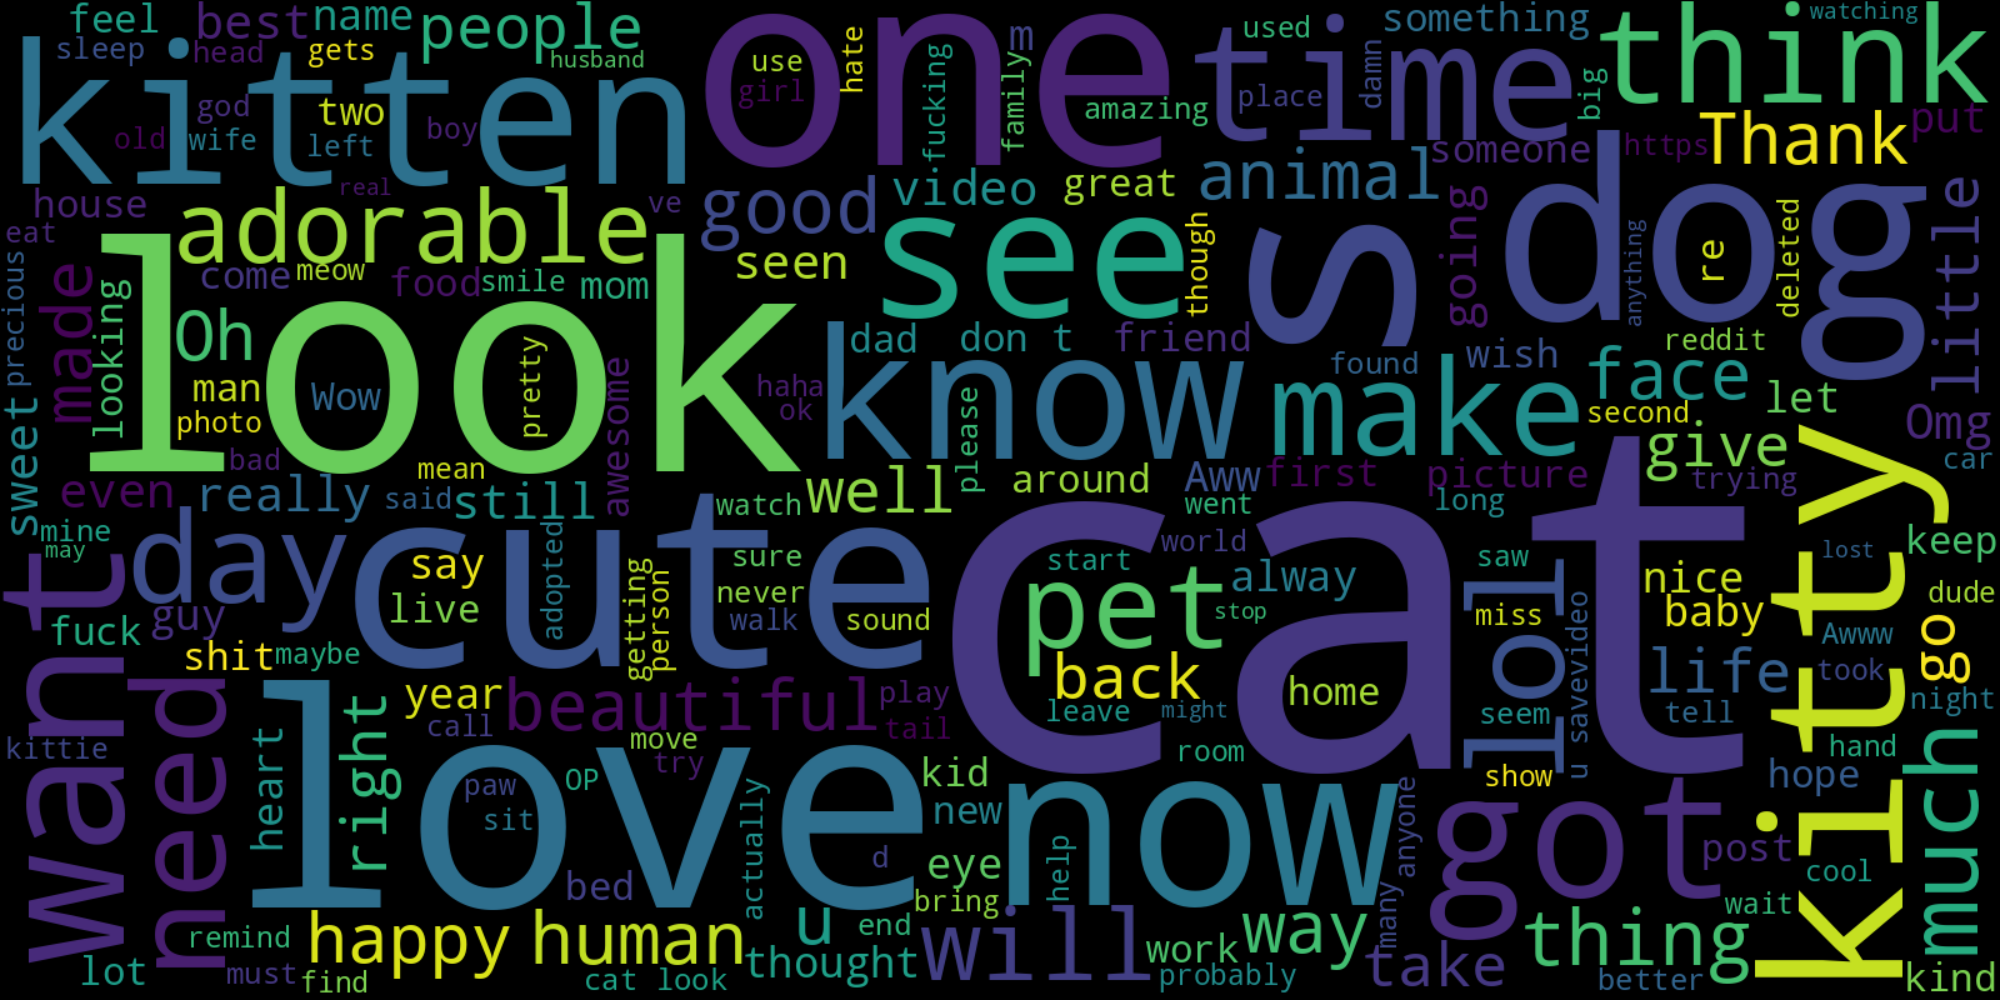 feel
best
name
people
one
time
used
something
think
watching
sleep
head
gets
husband
kitten
use
girl
hate
fucking
family
m
amazing
place
damn
big
god
two
old
wife
left
boy
real
Thank
put
someone
https
house
adorable
ve
good
video
great
animal
going
dog
little
eat
seen
see
though
s
anything
re
deleted
precious
made
looking
come
meow
food
smile
mom
Oh
look
man
Wow
photo
pretty
awesome
haha
ok
dad
don t
friend
know
please
found
wish
reddit
make
face
second
let
Omg
sweet
bad
mean
even
really
said
still
watch
well
around
Aww
first
went
picture
long
give
trying
car
mine
may
want
day
cute
say
adopted
sure
never
cat
start
world
pet
alway
saw
lol
nice
baby
kitty
lost
keep
dude
fuck
guy
live
getting
person
walk
sound
stop
miss
u savevideo
Awww
go
shit
maybe
need
heart
right
year
call
beautiful
play
tail
back
leave
might
home
seem
life
tell
took
night
kittie
love
move
try
paw
sit
OP
actually
kid
new
now
room
show
hope
hand
much
d
eye
help
bring
anyone
many
got
post
cool
wait
bed
remind
happy
human
u
end
thought
will
work
way
take
thing
lot
must
find
cat look
probably
better
kind